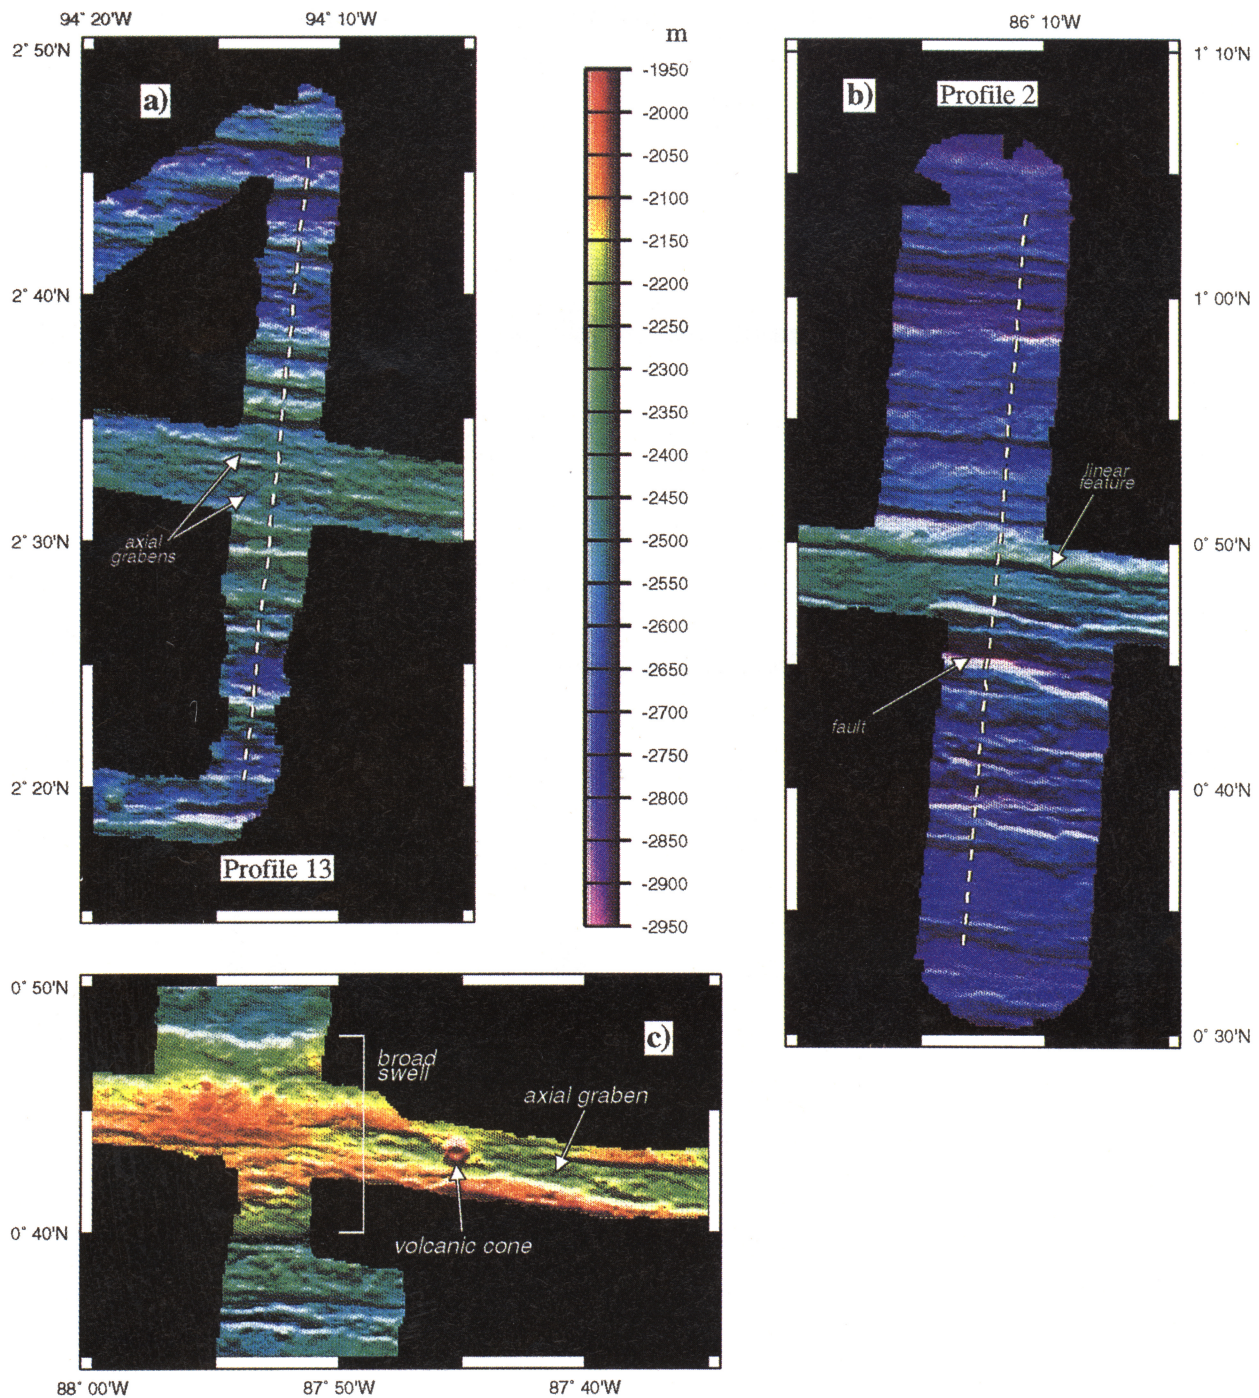 94° 20'W
94° 10'W
2° 50'N
2° 40'N
2° 30'N
2° 20'N
a)
axial
grabens
Profile 13
m
-1950
-2000
-2050
-2100
-2150
-2200
-2250
-2300
-2350
-2400
-2450
-2500
-2550
-2600
-2650
-2700
-2750
-2800
-2850
-2900
-2950
86° 10'W
b)
Profile 2
1° 10'N
1° 00'N
0° 50'N
0° 40'N
0° 30'N
linear
feature
fault
0° 50'N
0° 40'N
c)
broad
swell
axial graben
volcanic cone
88° 00'W
87° 50'W
87° 40'W